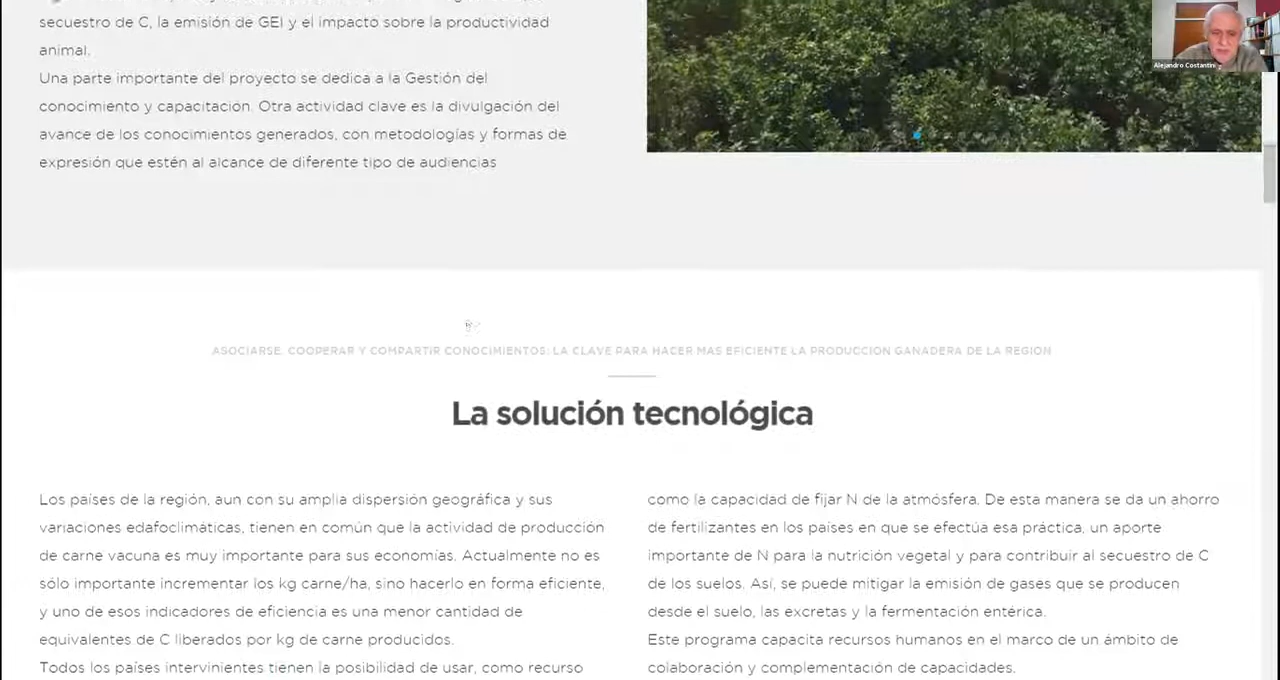 secuestro de C, la emisión de GEI y el impacto sobre la productividad
animal.
Una parte importante del proyecto se dedica a la Gestión del
conocimiento y capacitación. Otra actividad clave es la divulgación del
avance de los conocimientos generados, con metodologías y formas de
expresión que estén al alcance de diferente tipo de audiencias
Alejandro Costantini
ASOCIARSE, COOPERAR Y COMPARTIR CONOCIMIENTOS: LA CLAVE PARA HACER MAS EFICIENTE LA PRODUCCION GANADERA DE LA REGION
La solución tecnológica
Los países de la región, aun con su amplia dispersión geográfica y sus
variaciones edafoclimáticas, tienen en común que la actividad de producción
de carne vacuna es muy importante para sus economías. Actualmente no es
sólo importante incrementar los kg carne/ha, sino hacerlo en forma eficiente,
y uno de esos indicadores de eficiencia es una menor cantidad de
equivalentes de C liberados por kg de carne producidos.
Todos los países intervinientes tienen la posibilidad de usar, como recurso
como la capacidad de fijar N de la atmósfera. De esta manera se da un ahorro
de fertilizantes en los países en que se efectúa esa práctica, un aporte
importante de N para la nutrición vegetal y para contribuir al secuestro de C
de los suelos. Así, se puede mitigar la emisión de gases que se producen
desde el suelo, las excretas y la fermentación entérica.
Este programa capacita recursos humanos en el marco de un ámbito de
colaboración y complementación de capacidades.